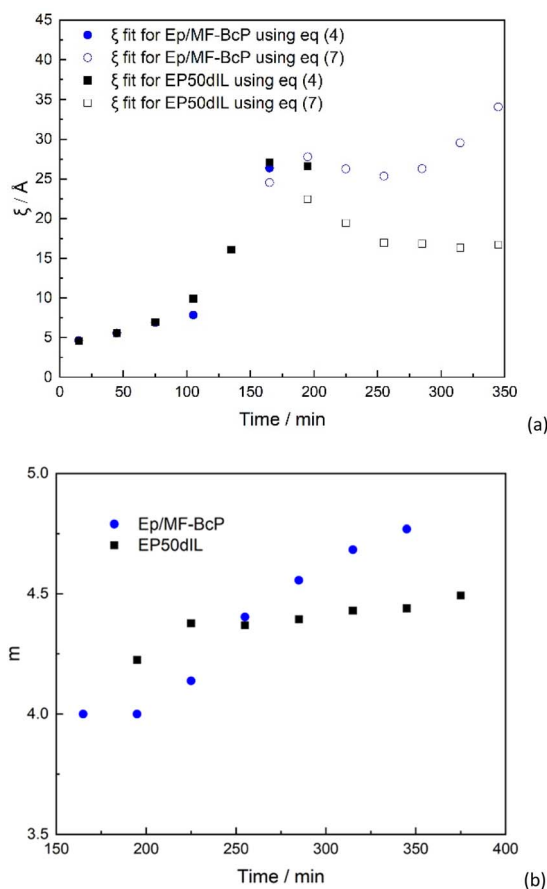 45
40
35
30
25
20
15
10
5
0
ξ / Å
ξ fit for Ep/MF-BcP using eq (4)
ξ fit for Ep/MF-BcP using eq (7)
ξ fit for EP50dIL using eq (4)
ξ fit for EP50dIL using eq (7)
0 50 100 150 200 250 300 350
Time / min
(a)
5.0
4.5
4.0
3.5
m
Ep/MF-BcP
EP50dIL
150 200 250 300 350 400
Time / min
(b)